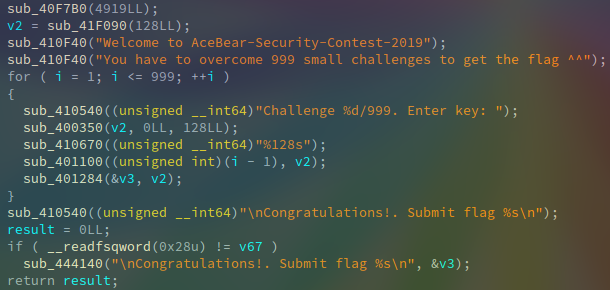 sub_40F7B0(4919LL);
v2 = sub_41F090(128LL);
sub_410F40("Welcome to AceBear-Security-Contest-2019");
sub_410F40("You have to overcome 999 small challenges to get the flag ^^");
for ( i = 1; i <= 999; ++i )
{
  sub_410540((unsigned __int64)"Challenge %d/999. Enter key: ");
  sub_400350(v2, 0LL, 128LL);
  sub_410670((unsigned __int64)"%128s");
  sub_401100((unsigned int)(i - 1), v2);
  sub_401284(&v3, v2);
}
sub_410540((unsigned __int64)"\nCongratulations!. Submit flag %s\n");
result = 0LL;
if ( __readfsqword(0x28u) != v67 )
  sub_444140("\nCongratulations!. Submit flag %s\n", &v3);
return result;